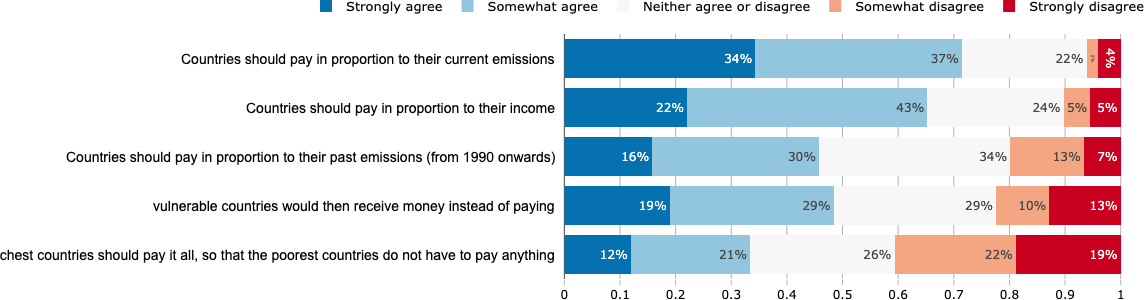 Strongly agree Somewhat agree Neither agree or disagree Somewhat disagree Strongly disagree
Countries should pay in proportion to their current emissions 34% 37% 22% 4%
Countries should pay in proportion to their income 22% 43% 24% 5% 5%
Countries should pay in proportion to their past emissions (from 1990 onwards) 16% 30% 34% 13% 7%
vulnerable countries would then receive money instead of paying 19% 29% 29% 10% 13%
chest countries should pay it all, so that the poorest countries do not have to pay anything 12% 21% 26% 22% 19%
0 0.1 0.2 0.3 0.4 0.5 0.6 0.7 0.8 0.9 1